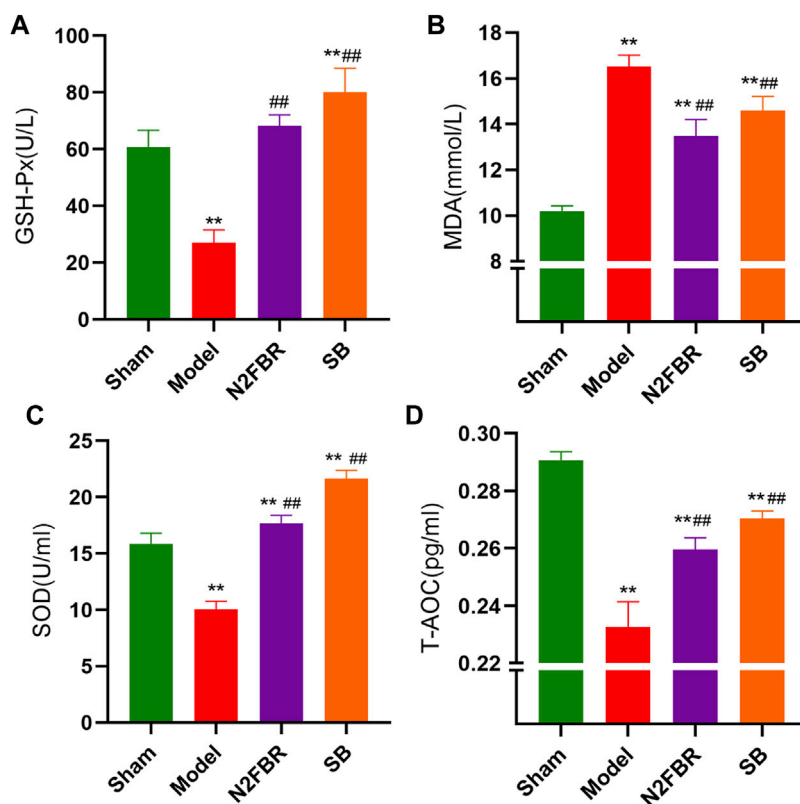 A
GSH-Px(U/L)
100
80
60
40
20
0
**
##
**##
Sham
Model
N2FBR
SB
B
MDA(mmol/L)
18
16
14
12
10
8
**
** ##
**##
Sham
Model
N2FBR
SB
C
SOD(U/ml)
25
20
15
10
5
0
**
** ##
** ##
Sham
Model
N2FBR
SB
D
T-AOC(pg/ml)
0.30
0.28
0.26
0.24
0.22
**
**##
**##
Sham
Model
N2FBR
SB